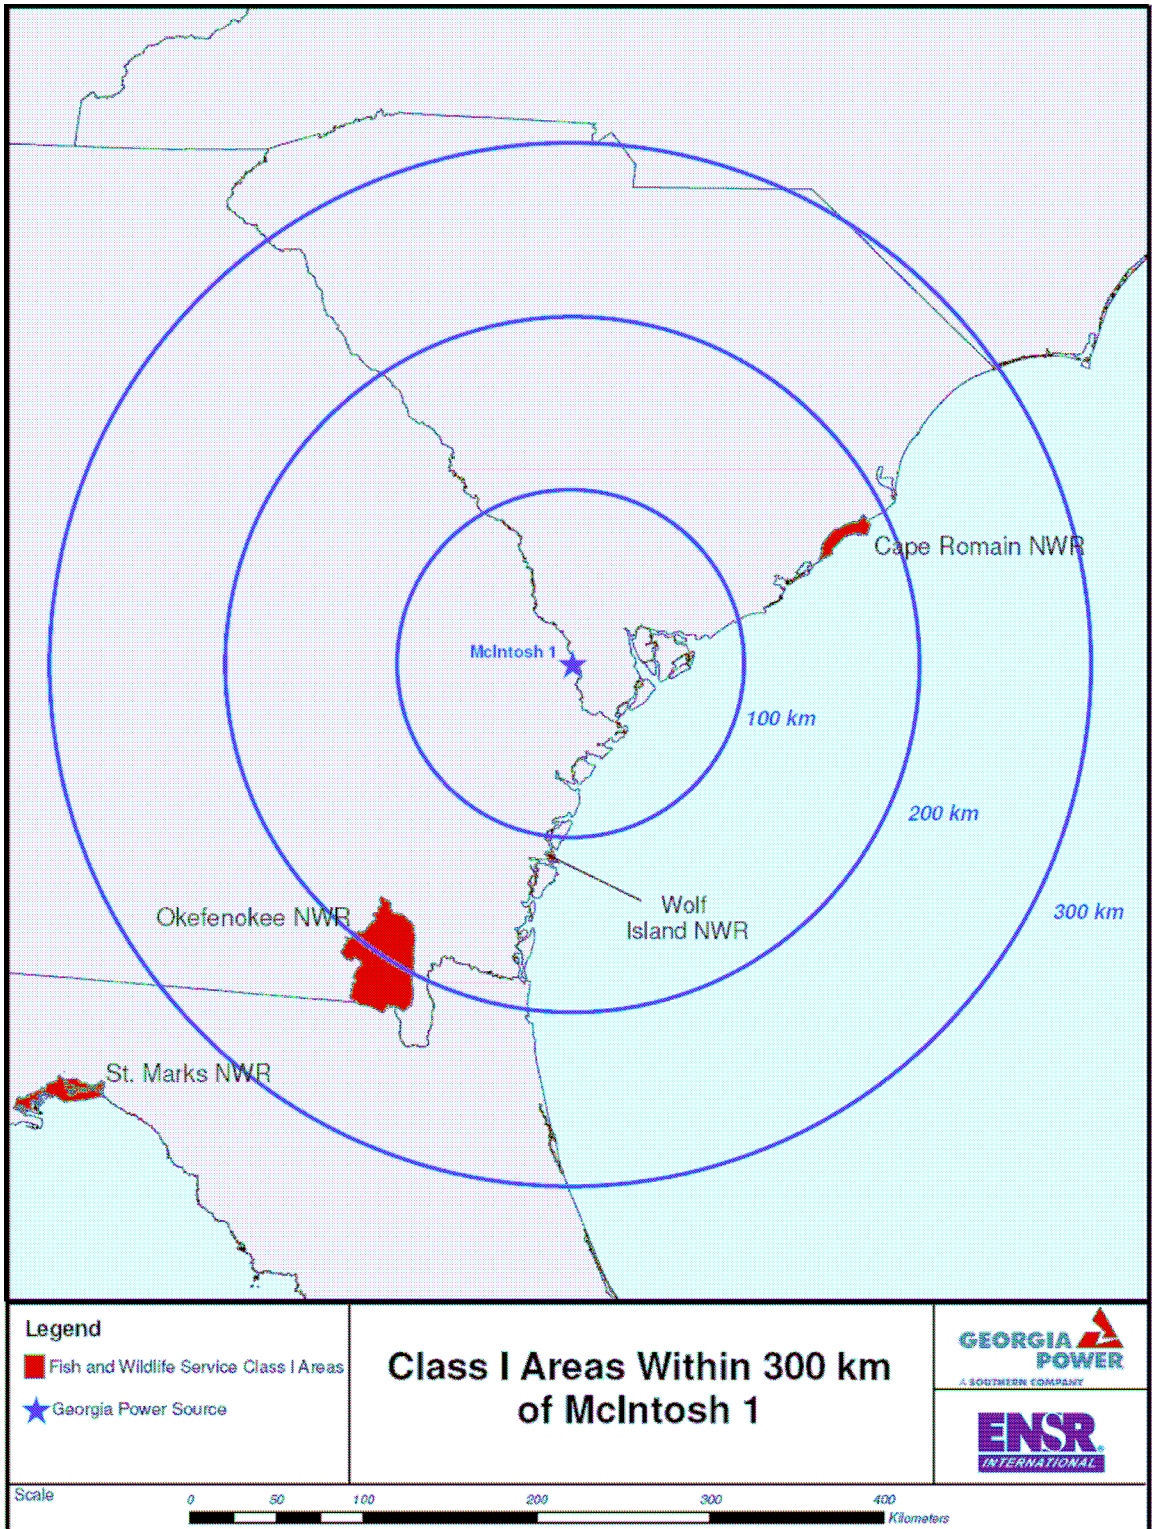 McIntosh 1
Cape Romain NWR
100 km
200 km
300 km
Wolf
Island NWR
Okefenokee NWR
St. Marks NWR
Legend
Fish and Wildlife Service Class I Areas
Georgia Power Source
Class I Areas Within 300 km
of McIntosh 1
GEORGIA
POWER
A SOUTHERN COMPANY
ENSR
INTERNATIONAL
Scale
0 50 100 200 300 400
Kilometers